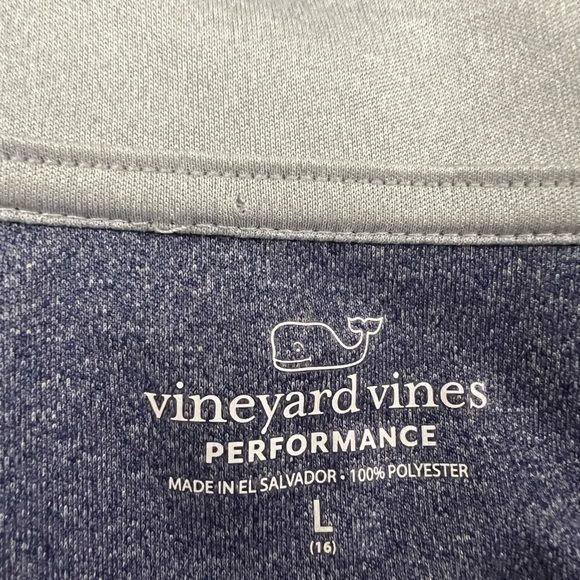 vineyard vines
PERFORMANCE
MADE IN EL SALVADOR • 100% POLYESTER
L
(16)